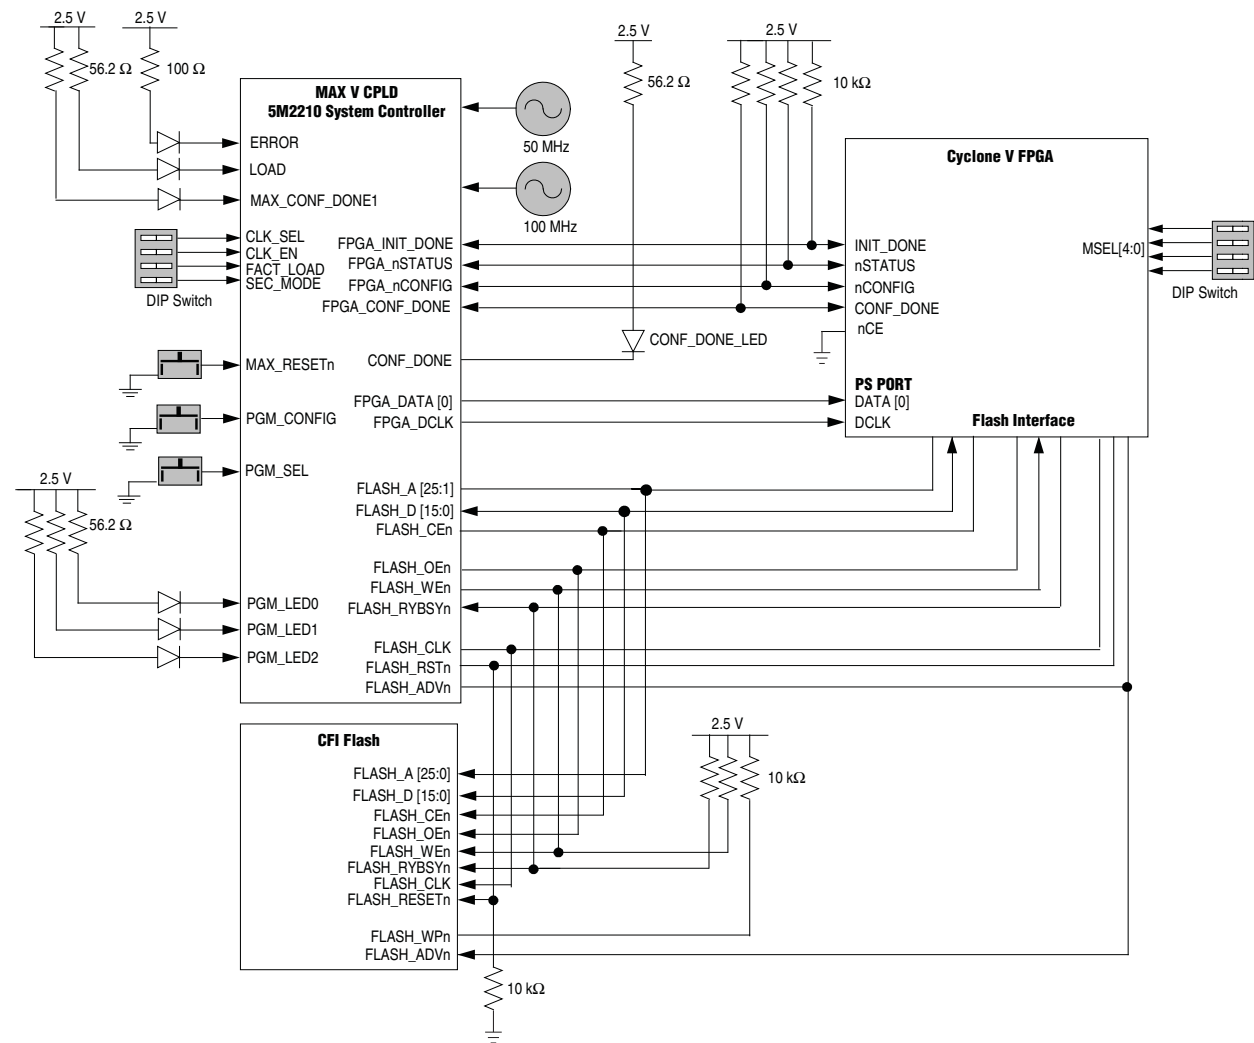 2.5 V
2.5 V
56.2 Ω
100 Ω
2.5 V
56.2 Ω
2.5 V
10 kΩ
MAX V CPLD
5M2210 System Controller
50 MHz
100 MHz
ERROR
LOAD
MAX_CONF_DONE1
CLK_SEL
CLK_EN
FACT_LOAD
SEC_MODE
DIP Switch
MAX_RESETn
PGM_CONFIG
PGM_SEL
2.5 V
56.2 Ω
PGM_LED0
PGM_LED1
PGM_LED2
FPGA_INIT_DONE
FPGA_nSTATUS
FPGA_nCONFIG
FPGA_CONF_DONE
CONF_DONE
CONF_DONE_LED
FPGA_DATA [0]
FPGA_DCLK
FLASH_A [25:1]
FLASH_D [15:0]
FLASH_CEn
FLASH_OEn
FLASH_WEn
FLASH_RYBSYn
FLASH_CLK
FLASH_RSTn
FLASH_ADVn
Cyclone V FPGA
INIT_DONE
nSTATUS
nCONFIG
CONF_DONE
nCE
MSEL[4:0]
DIP Switch
PS PORT
DATA [0]
DCLK
Flash Interface
CFI Flash
FLASH_A [25:0]
FLASH_D [15:0]
FLASH_CEn
FLASH_OEn
FLASH_WEn
FLASH_RYBSYn
FLASH_CLK
FLASH_RESETn
FLASH_WPn
FLASH_ADVn
2.5 V
10 kΩ
10 kΩ